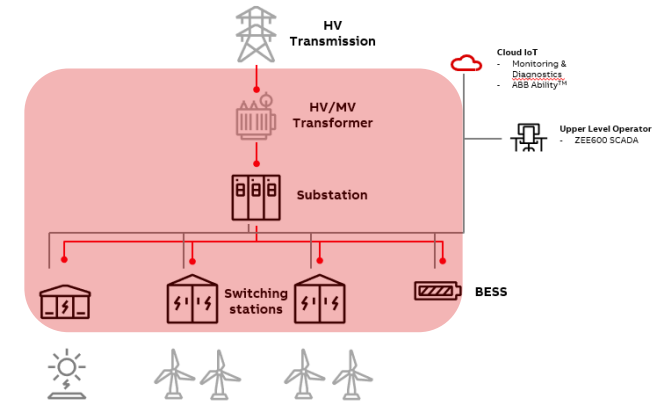 HV
Transmission
Cloud IoT
- Monitoring &
Diagnostics
- ABB Ability™
HV/MV
Transformer
Upper Level Operator
- ZEE600 SCADA
Substation
Switching
stations
BESS